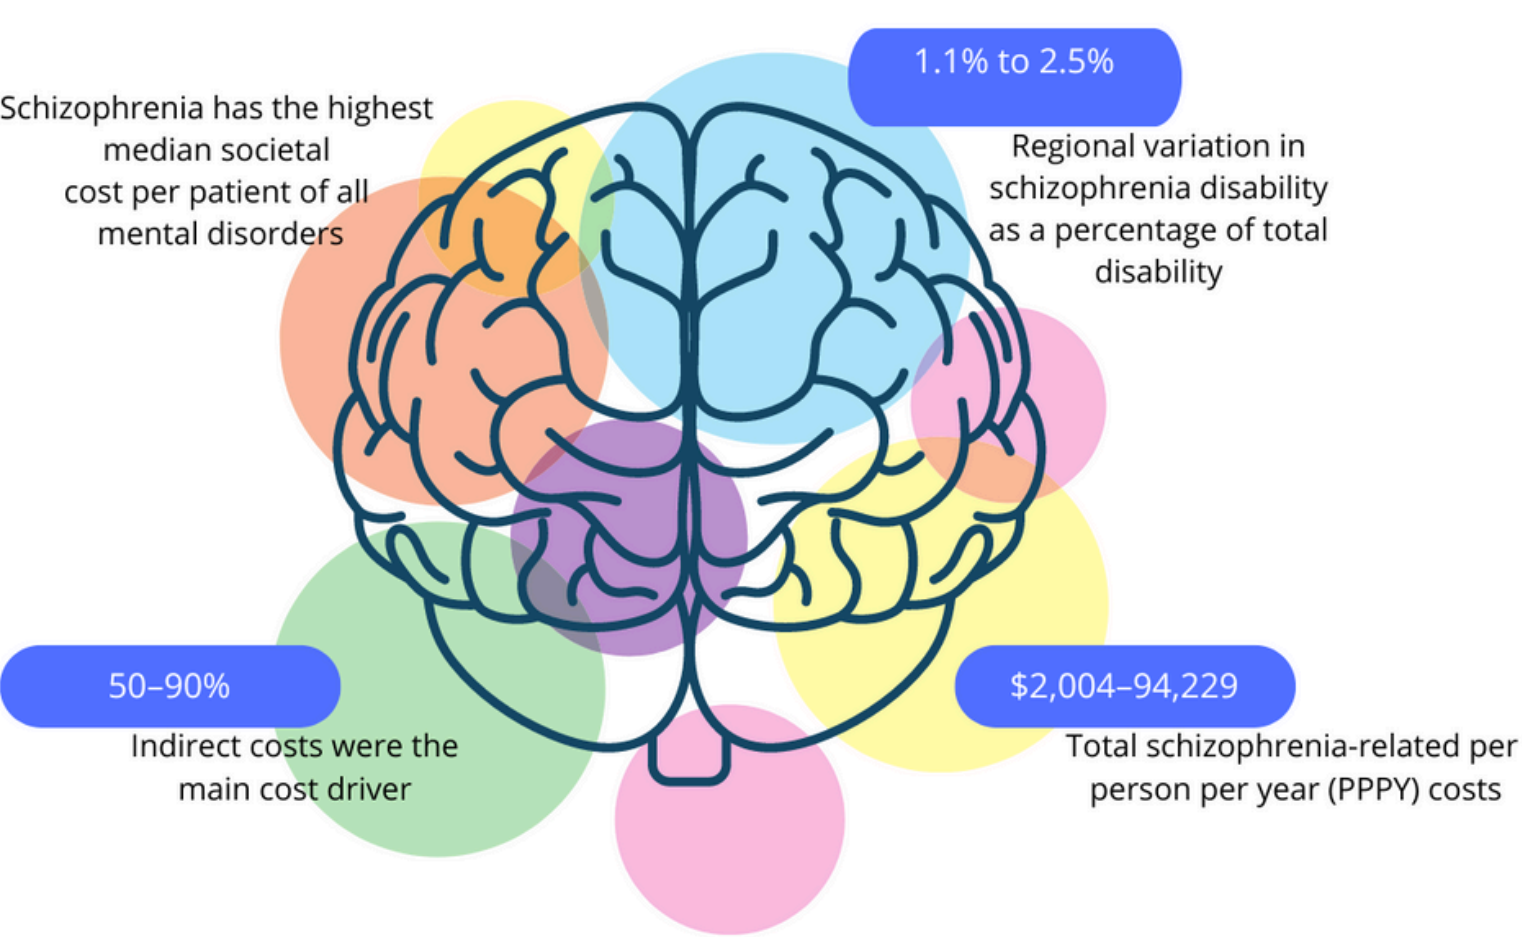 Schizophrenia has the highest
median societal
cost per patient of all
mental disorders
1.1% to 2.5%
Regional variation in
schizophrenia disability
as a percentage of total
disability
50–90%
Indirect costs were the
main cost driver
$2,004–94,229
Total schizophrenia-related per
person per year (PPPY) costs